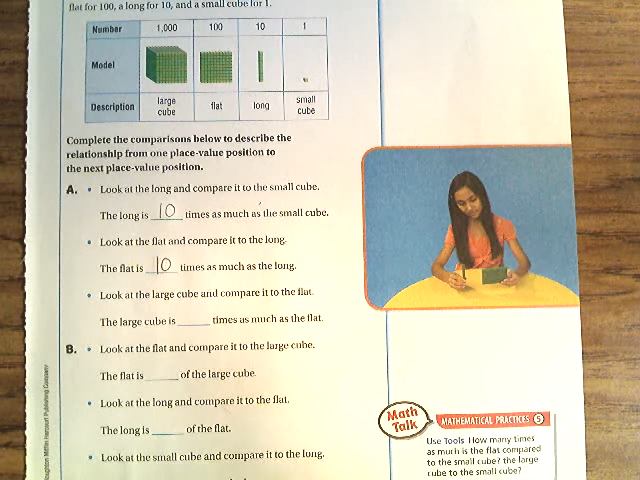 flat for 100, a long for 10, and a small cube for 1.
Number 1,000 100 10 1
Model
Description large cube flat long small cube
Complete the comparisons below to describe the
relationship from one place-value position to
the next place-value position.
A. • Look at the long and compare it to the small cube.
The long is 10 times as much as the small cube.
• Look at the flat and compare it to the long.
The flat is 10 times as much as the long.
• Look at the large cube and compare it to the flat.
The large cube is ______ times as much as the flat.
B. • Look at the flat and compare it to the large cube.
The flat is ______ of the large cube.
• Look at the long and compare it to the flat.
The long is ______ of the flat.
• Look at the small cube and compare it to the long.
Math
Talk
MATHEMATICAL PRACTICES 5
Use Tools How many times
as much is the flat compared
to the small cube? the large
cube to the small cube?
Houghton Mifflin Harcourt Publishing Company